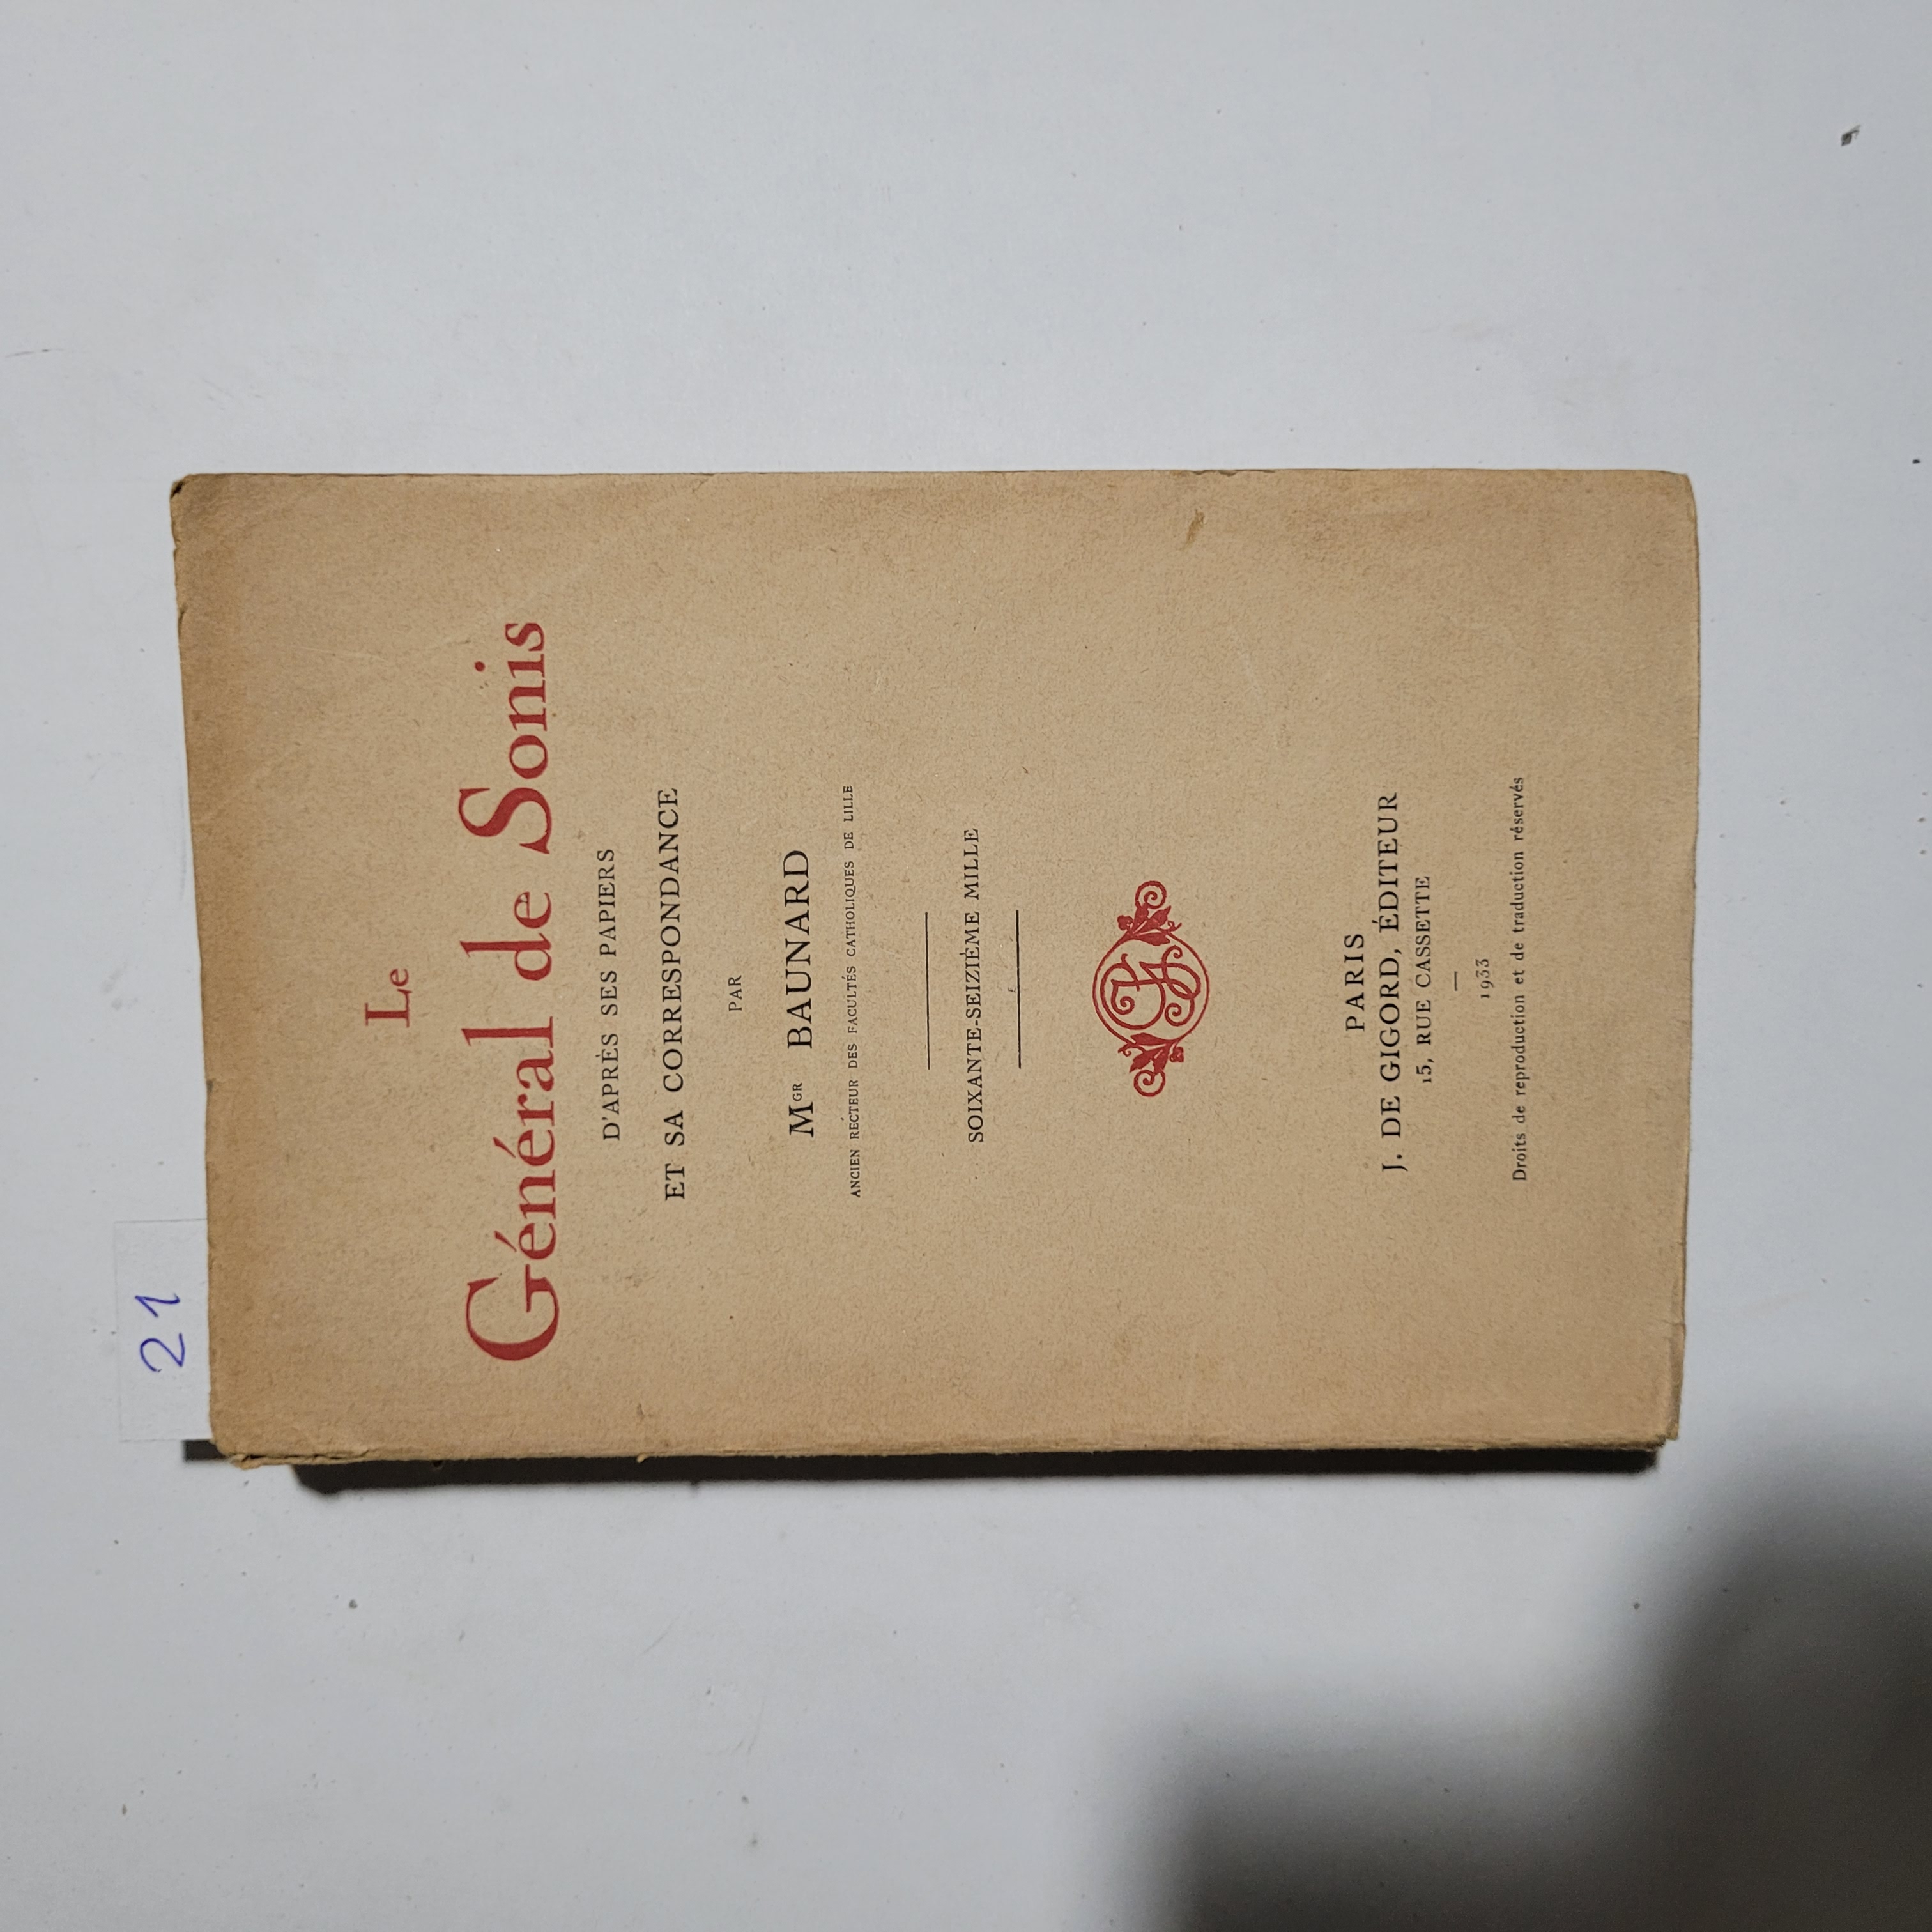 21
Le
Général de Sonis
D'APRÈS SES PAPIERS
ET SA CORRESPONDANCE
PAR
Mgr BAUNARD
ANCIEN RECTEUR DES FACULTÉS CATHOLIQUES DE LILLE
SOIXANTE-SEIZIÈME MILLE
PARIS
J. DE GIGORD, ÉDITEUR
15, RUE CASSETTE
—
1933
Droits de reproduction et de traduction réservés